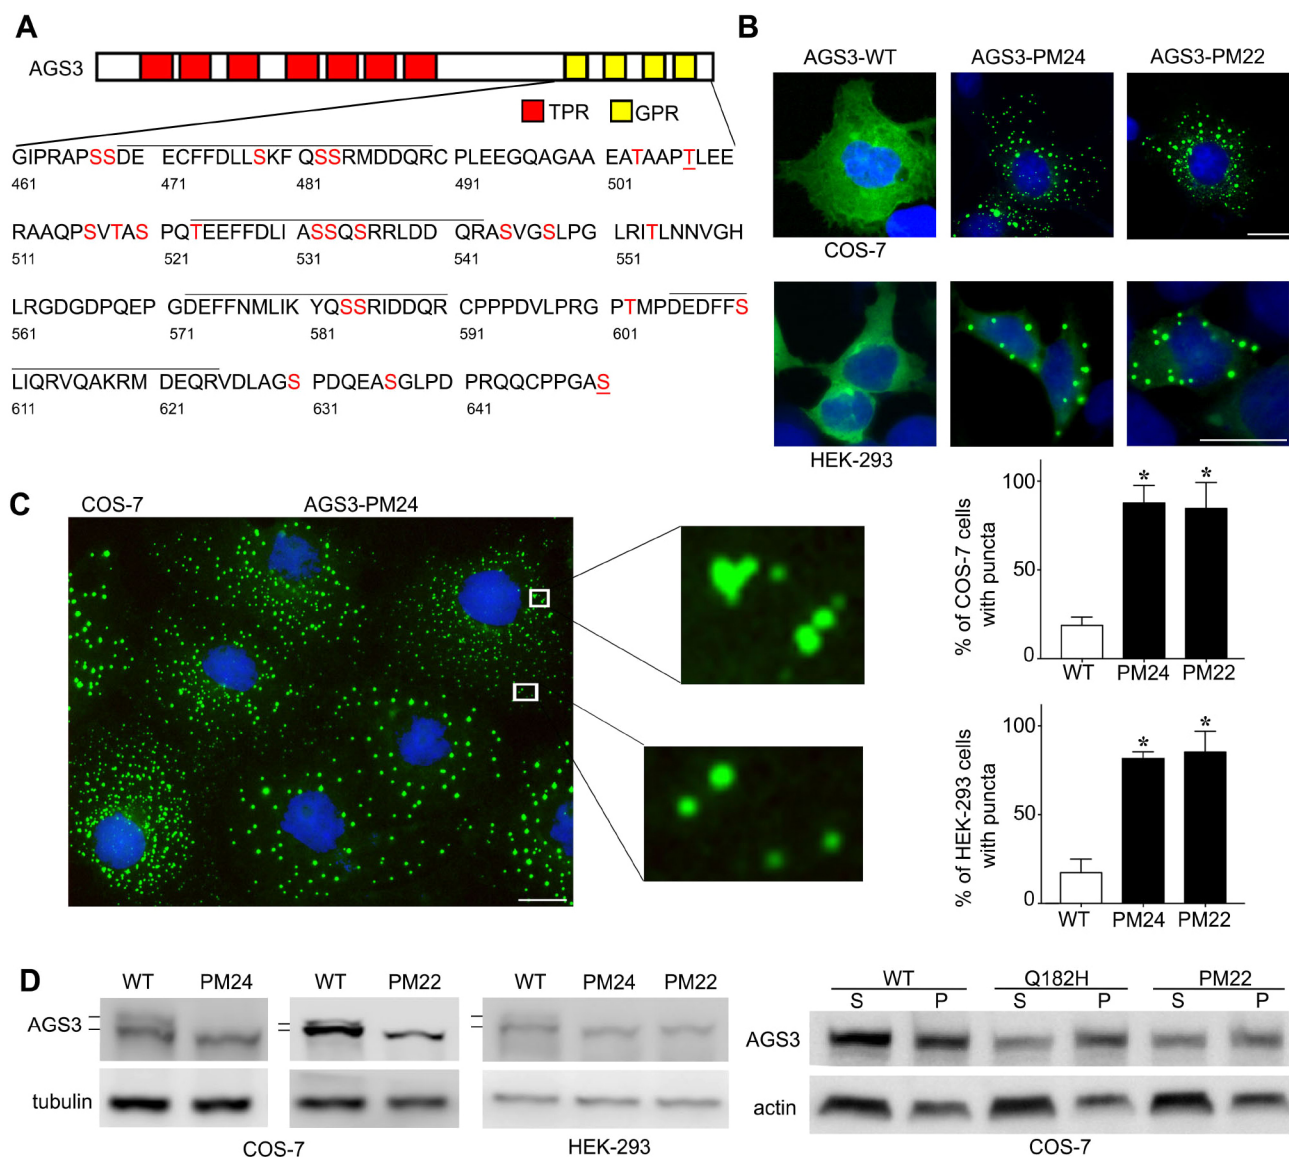 A
AGS3
TPR GPR
GIPRAPSSDE ECFFDLLSKF QSSRMDDQRC PLEEGQAGAA EATAAPTLEE
461 471 481 491 501
RAAQPSVTAS PQTEEFFDLI ASSQSRRLDD QRASVGSLPG LRITLNNVGH
511 521 531 541 551
LRGDGDPQEP GDEFFNMLIK YQSSRIDDQR CPPPDVLPRG PTMPDEDFFS
561 571 581 591 601
LIQRVQAKRM DEQRVDLAGS PDQEASGLPD PRQQCPPGAS
611 621 631 641
B
AGS3-WT AGS3-PM24 AGS3-PM22
COS-7
HEK-293
% of COS-7 cells
with puncta
100
50
0
* *
WT PM24 PM22
% of HEK-293 cells
with puncta
100
50
0
* *
WT PM24 PM22
C
COS-7 AGS3-PM24
D
WT PM24 WT PM22 WT PM24 PM22
AGS3
tubulin
COS-7 HEK-293
WT Q182H PM22
S P S P S P
AGS3
actin
COS-7